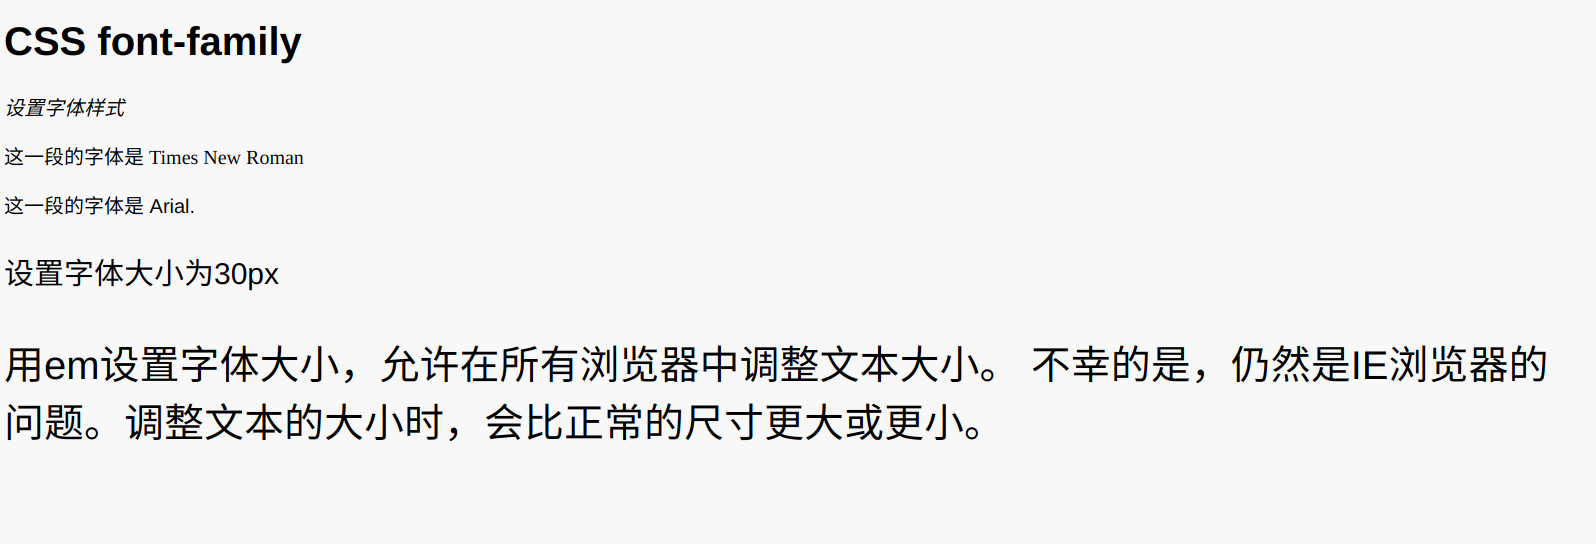 CSS font-family
设置字体样式
这一段的字体是 Times New Roman
这一段的字体是 Arial.
设置字体大小为30px
用em设置字体大小，允许在所有浏览器中调整文本大小。 不幸的是，仍然是IE浏览器的
问题。调整文本的大小时，会比正常的尺寸更大或更小。